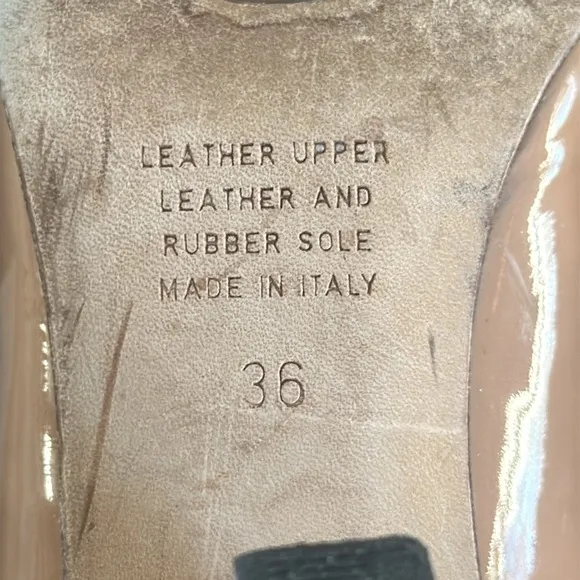 LEATHER UPPER
LEATHER AND
RUBBER SOLE
MADE IN ITALY
36